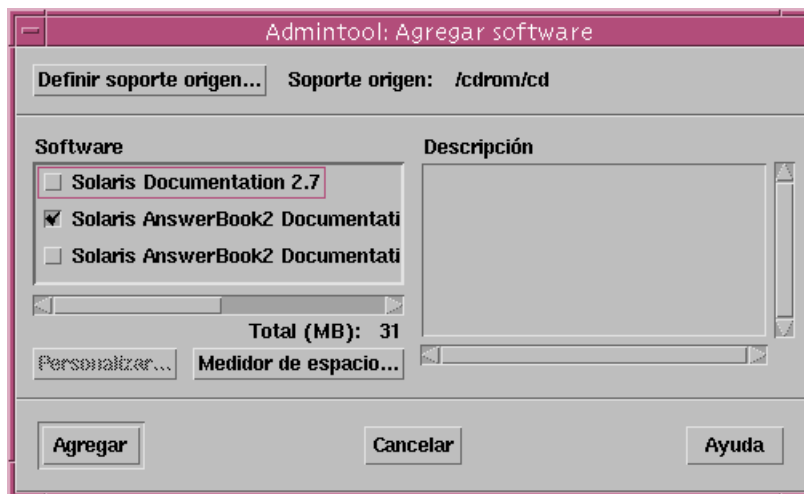 Admintool: Agregar software
Definir soporte origen... Soporte origen: /cdrom/cd
Software
Solaris Documentation 2.7
Solaris AnswerBook2 Documentati
Solaris AnswerBook2 Documentati
Total (MB): 31
Personalizar... Medidor de espacio...
Descripción
Agregar Cancelar Ayuda